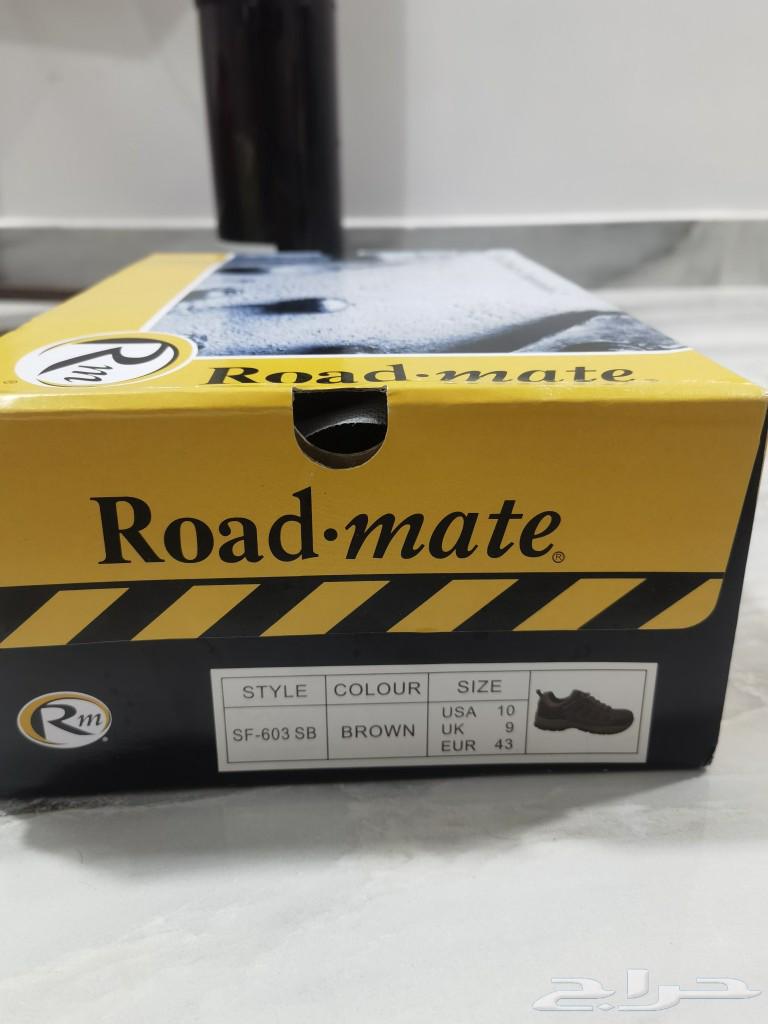 Rm
Road·mate
Road·mate®
Rm®
STYLE COLOUR SIZE
SF-603 SB BROWN USA 10
UK 9
EUR 43
حراج